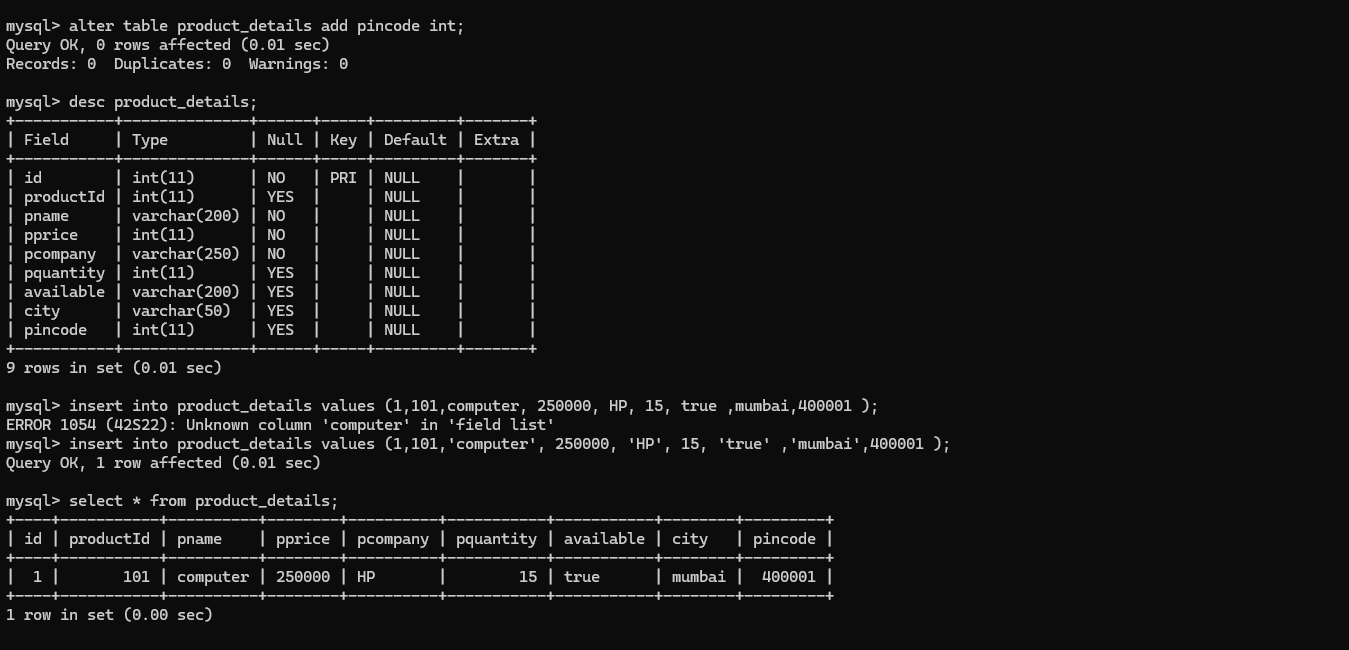 mysql> alter table product_details add pincode int;
Query OK, 0 rows affected (0.01 sec)
Records: 0  Duplicates: 0  Warnings: 0

mysql> desc product_details;
+-----------+--------------+------+-----+---------+-------+
| Field     | Type         | Null | Key | Default | Extra |
+-----------+--------------+------+-----+---------+-------+
| id        | int(11)      | NO   | PRI | NULL    |       |
| productId | int(11)      | YES  |     | NULL    |       |
| pname     | varchar(200) | NO   |     | NULL    |       |
| pprice    | int(11)      | NO   |     | NULL    |       |
| pcompany  | varchar(250) | NO   |     | NULL    |       |
| pquantity | int(11)      | YES  |     | NULL    |       |
| available | varchar(200) | YES  |     | NULL    |       |
| city      | varchar(50)  | YES  |     | NULL    |       |
| pincode   | int(11)      | YES  |     | NULL    |       |
+-----------+--------------+------+-----+---------+-------+
9 rows in set (0.01 sec)

mysql> insert into product_details values (1,101,computer, 250000, HP, 15, true ,mumbai,400001 );
ERROR 1054 (42S22): Unknown column 'computer' in 'field list'
mysql> insert into product_details values (1,101,'computer', 250000, 'HP', 15, 'true' ,'mumbai',400001 );
Query OK, 1 row affected (0.01 sec)

mysql> select * from product_details;
+----+-----------+----------+--------+----------+-----------+-----------+--------+---------+
| id | productId | pname    | pprice | pcompany | pquantity | available | city   | pincode |
+----+-----------+----------+--------+----------+-----------+-----------+--------+---------+
|  1 |       101 | computer | 250000 | HP       |        15 | true      | mumbai |  400001 |
+----+-----------+----------+--------+----------+-----------+-----------+--------+---------+
1 row in set (0.00 sec)